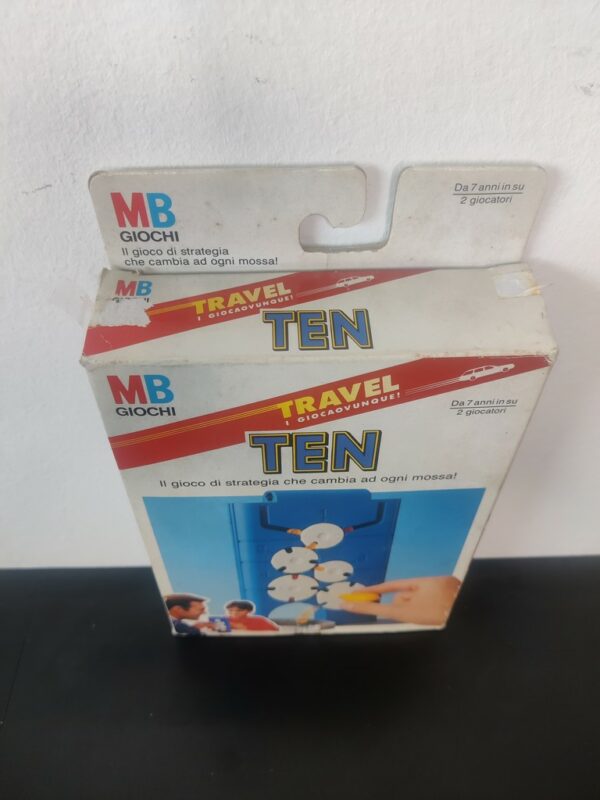 MB
GIOCHI
Il gioco di strategia
che cambia ad ogni mossa!
Da 7 anni in su
2 giocatori
MB
TRAVEL
I GIOCAOVUNQUE!
TEN
MB
GIOCHI
TRAVEL
I GIOCAOVUNQUE!
Da 7 anni in su
2 giocatori
TEN
Il gioco di strategia che cambia ad ogni mossa!